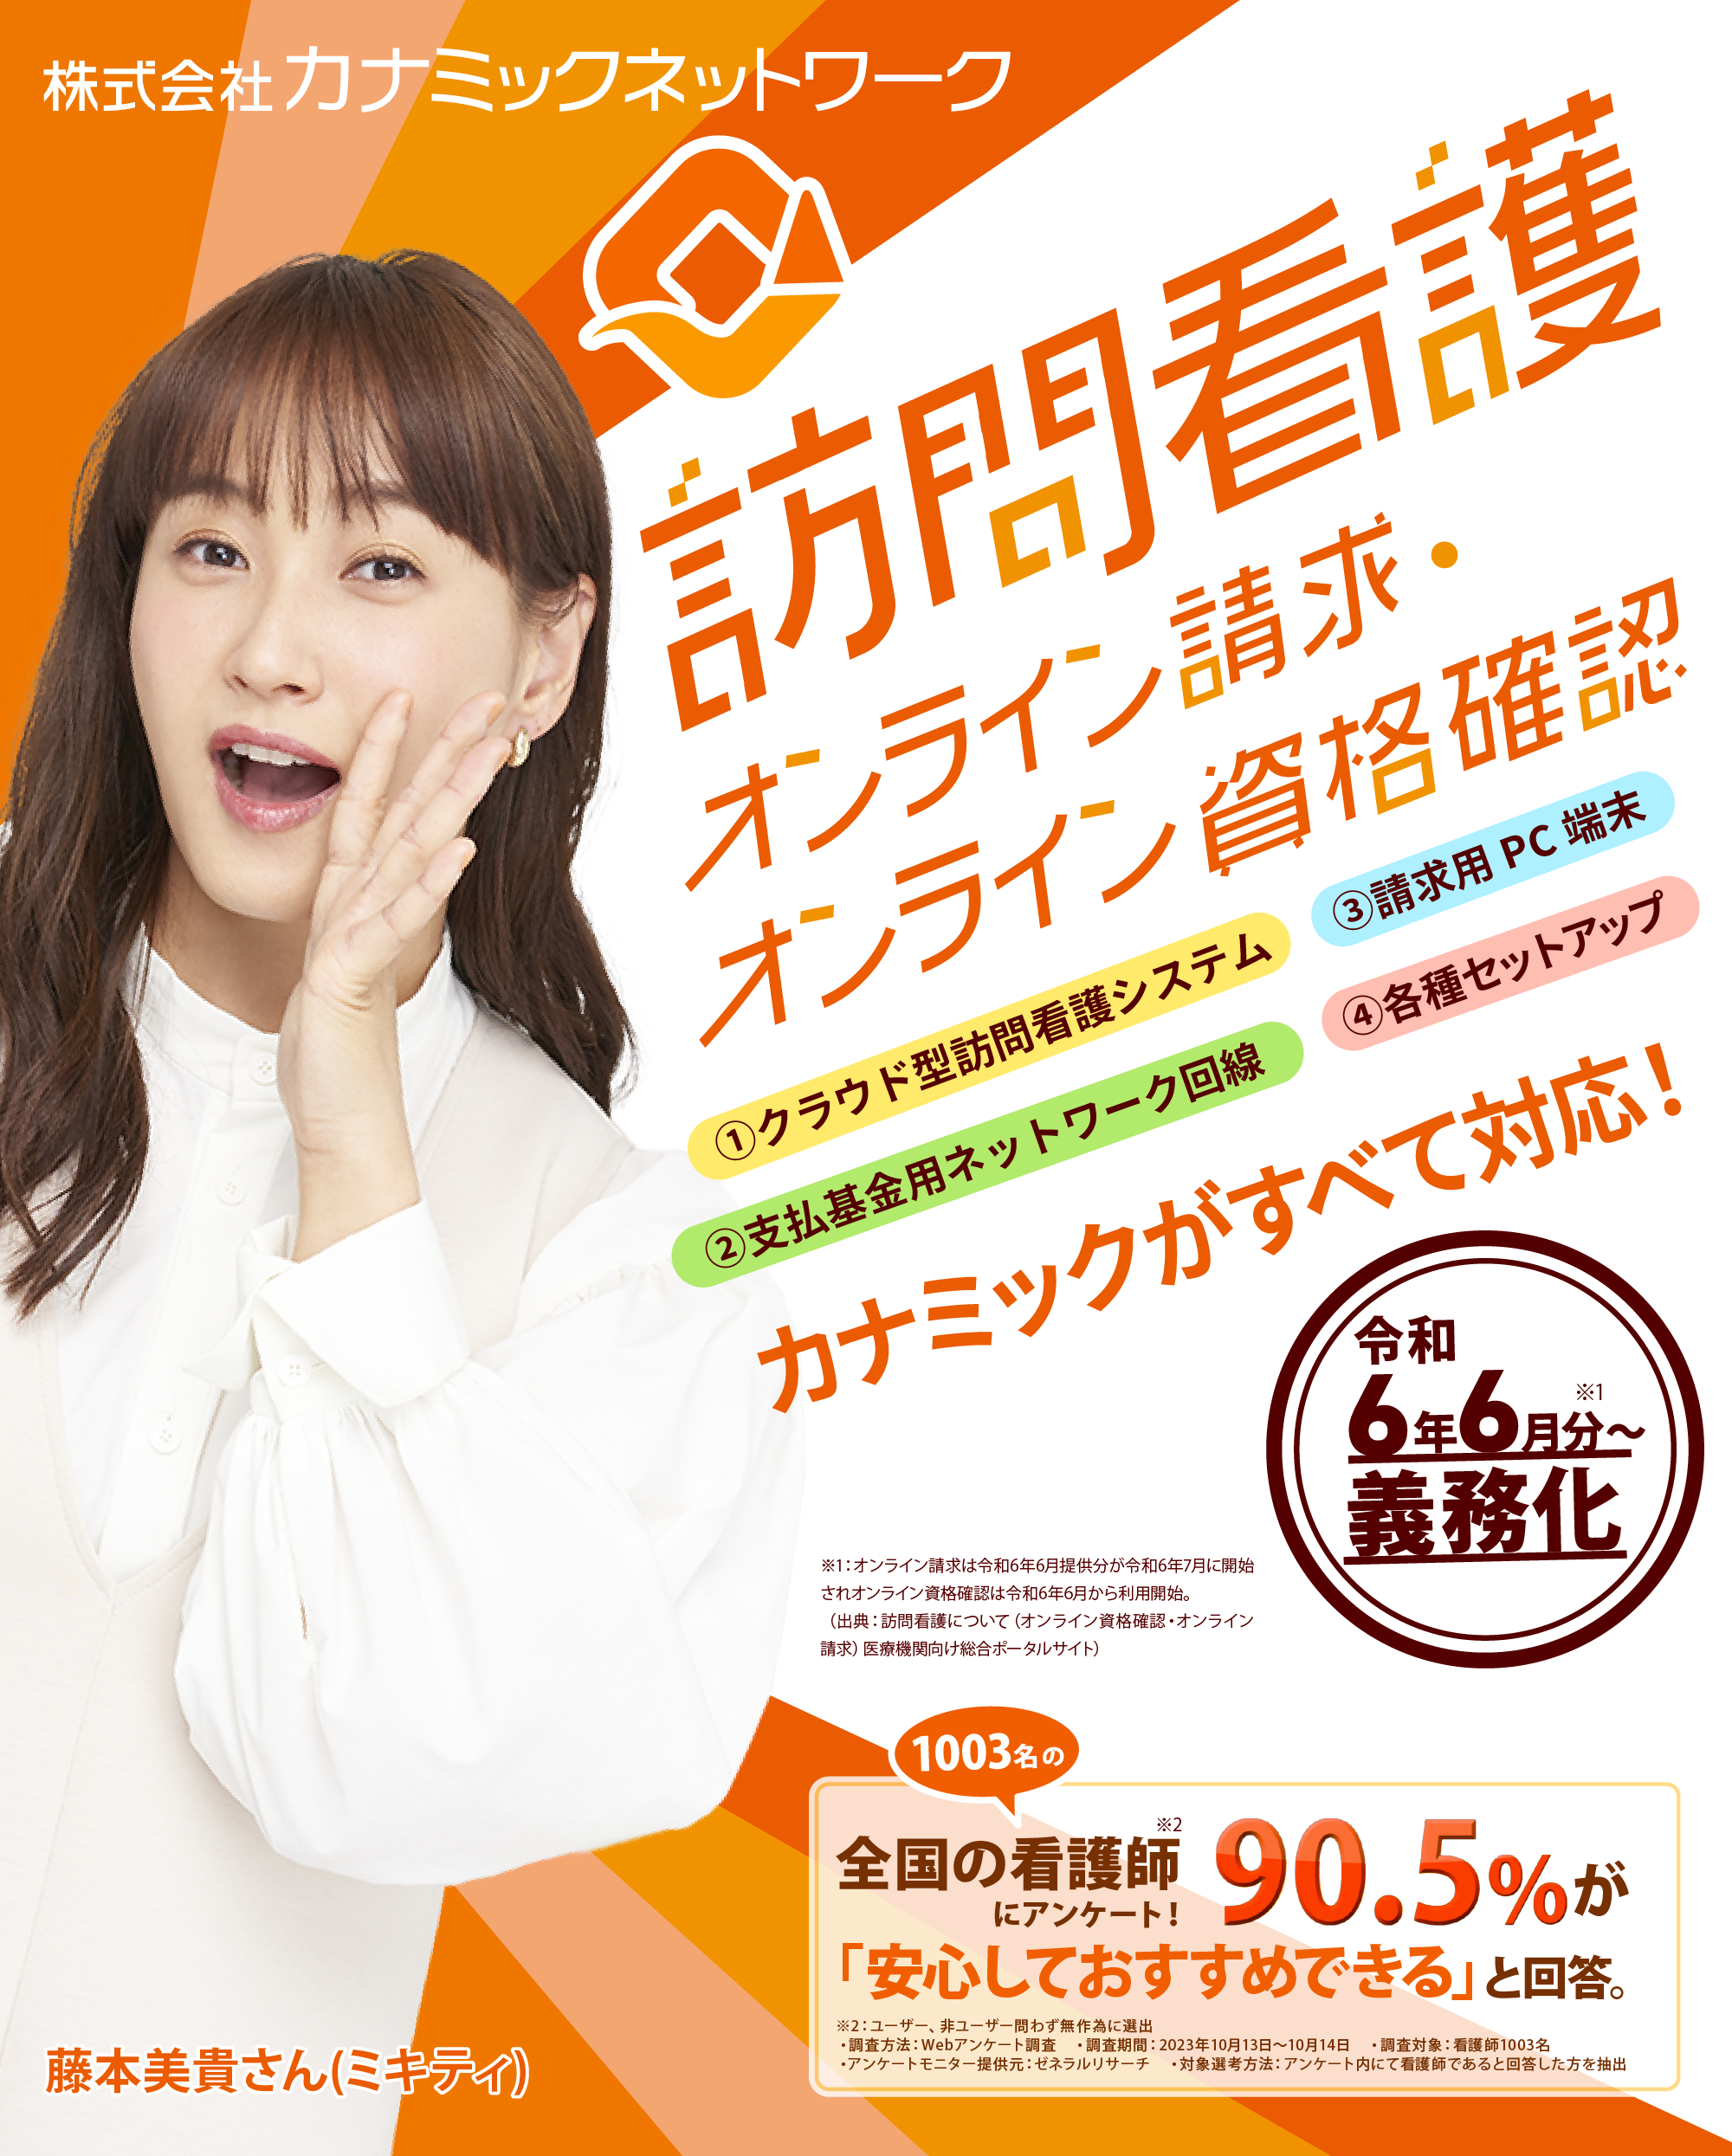 株式会社カナミックネットワーク
訪問看護
オンライン請求・
オンライン資格確認
①クラウド型訪問看護システム
③請求用PC端末
②支払基金用ネットワーク回線
④各種セットアップ
カナミックがすべて対応！
令和
6年6月分～※1
義務化
※1：オンライン請求は令和6年6月提供分が令和6年7月に開始
されオンライン資格確認は令和6年6月から利用開始。
（出典：訪問看護について（オンライン資格確認・オンライン
請求）医療機関向け総合ポータルサイト）
1003名の
全国の看護師※2
にアンケート！
90.5%が
「安心しておすすめできる」と回答。
※2：ユーザー、非ユーザー問わず無作為に選出
・調査方法：Webアンケート調査　・調査期間：2023年10月13日～10月14日　・調査対象：看護師1003名
・アンケートモニター提供元：ゼネラルリサーチ　・対象選考方法：アンケート内にて看護師であると回答した方を抽出
藤本美貴さん(ミキティ)